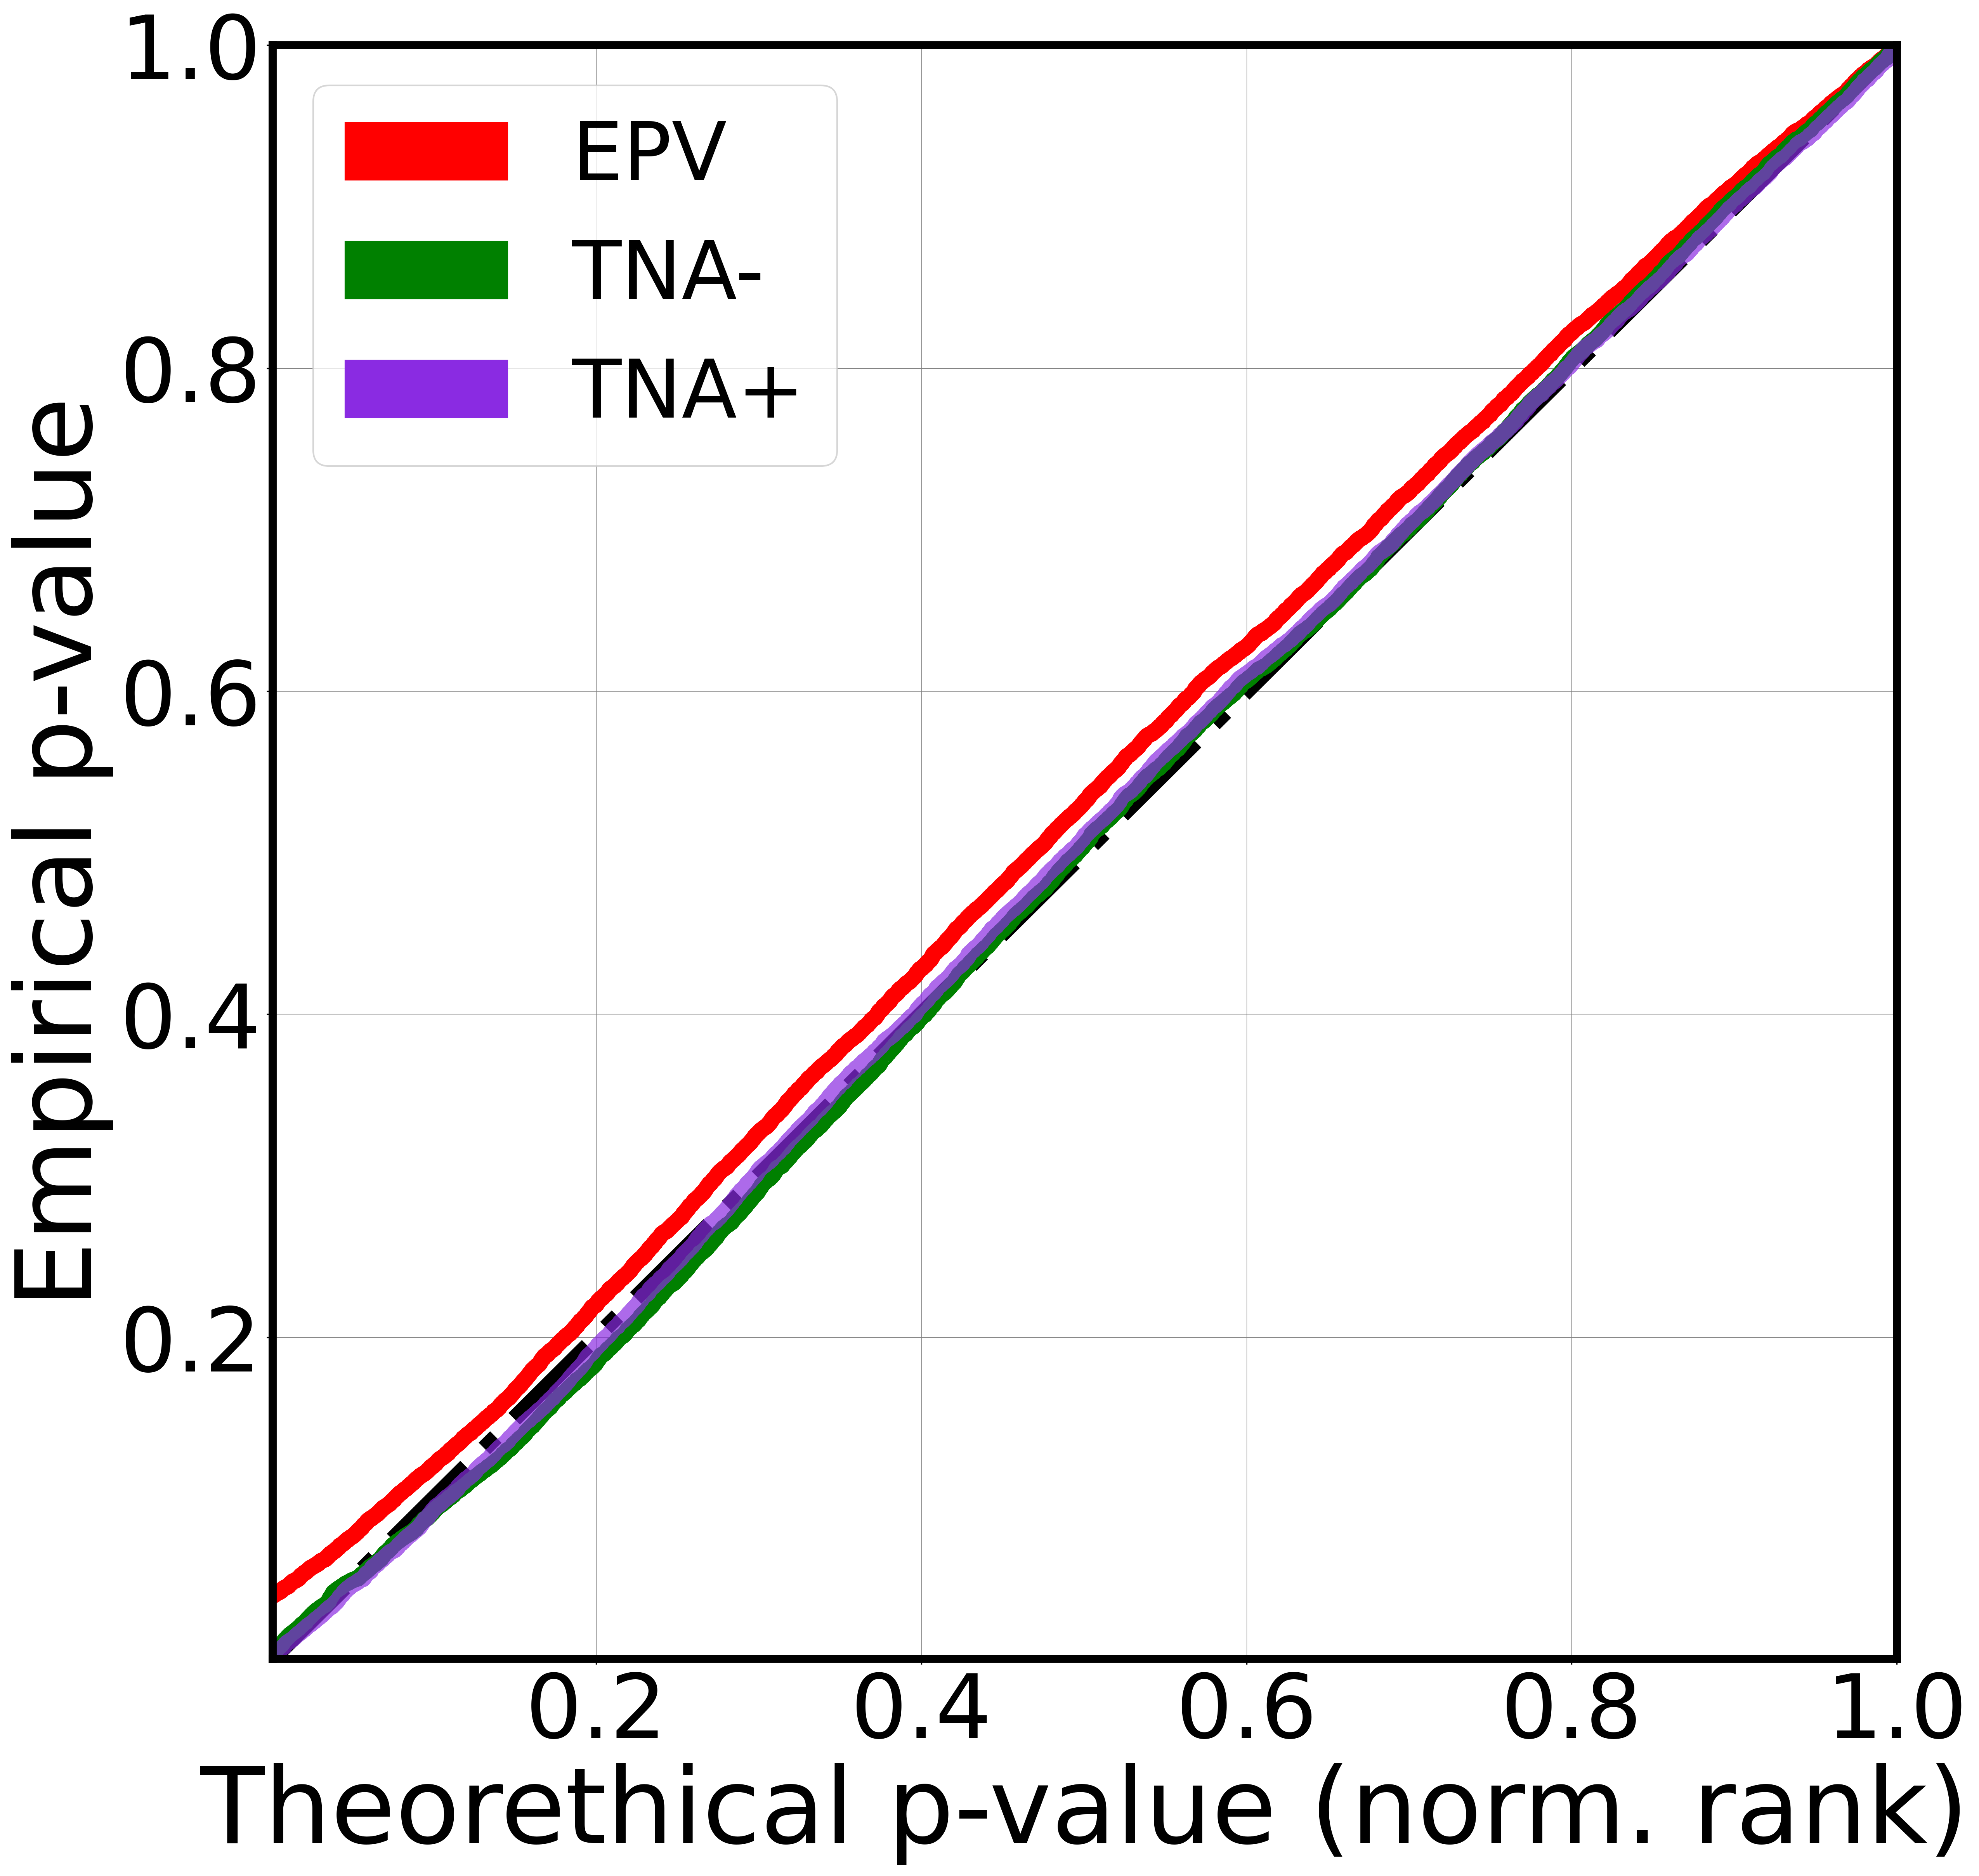 1.0
0.8
0.6
0.4
0.2
Empirical p-value
EPV
TNA-
TNA+
0.2 0.4 0.6 0.8 1.0
Theorethical p-value (norm. rank)